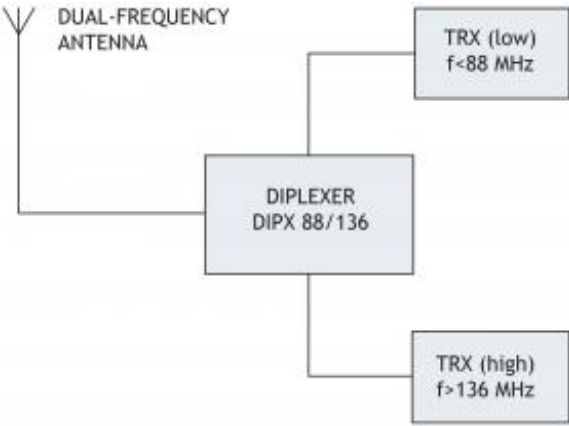 DUAL-FREQUENCY
ANTENNA
TRX (low)
f<88 MHz
DIPLEXER
DIPX 88/136
TRX (high)
f>136 MHz